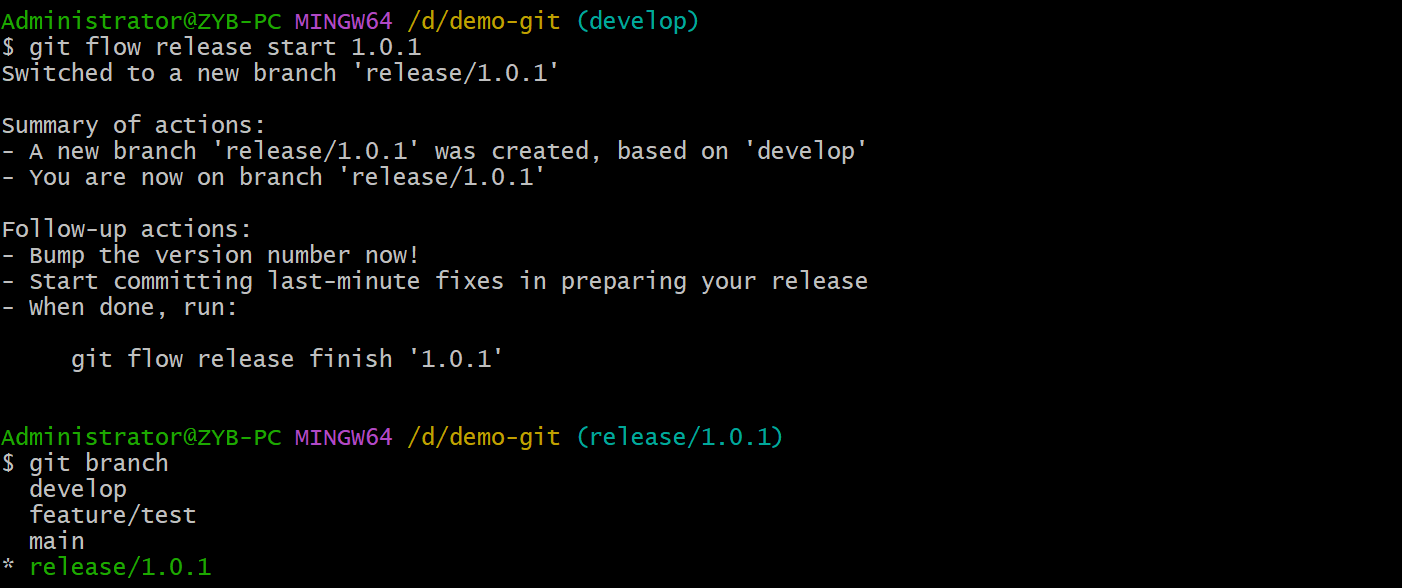 Administrator@ZYB-PC MINGW64 /d/demo-git (develop)
$ git flow release start 1.0.1
Switched to a new branch 'release/1.0.1'

Summary of actions:
- A new branch 'release/1.0.1' was created, based on 'develop'
- You are now on branch 'release/1.0.1'

Follow-up actions:
- Bump the version number now!
- Start committing last-minute fixes in preparing your release
- When done, run:

     git flow release finish '1.0.1'

Administrator@ZYB-PC MINGW64 /d/demo-git (release/1.0.1)
$ git branch
  develop
  feature/test
  main
* release/1.0.1